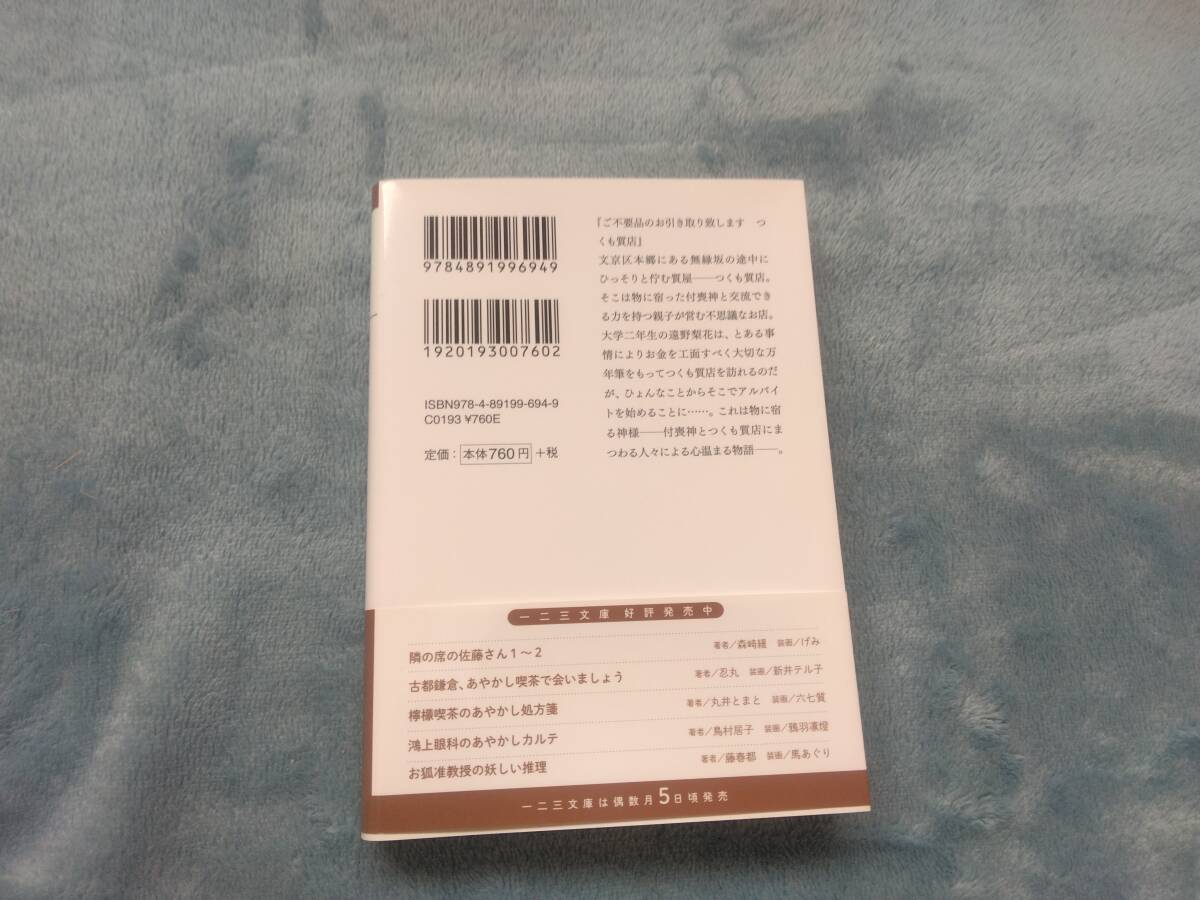 9784891996949
1920193007602
ISBN978-4-89199-694-9
C0193 ¥760E
定価：本体760円+税
『ご不要品のお引き取り致します　つ
くも質店』
文京区本郷にある無縁坂の途中に
ひっそりと佇む質屋――つくも質店。
そこは物に宿った付喪神と交流でき
る力を持つ親子が営む不思議なお店。
大学二年生の遠野梨花は、とある事
情によりお金を工面すべく大切な万
年筆をもってつくも質店を訪れるのだ
が、ひょんなことからそこでアルバイ
トを始めることに……。これは物に宿
る神様――付喪神とつくも質店にま
つわる人々による心温まる物語――。
一二三文庫 好評発売中
隣の席の佐藤さん1～2 著者／森崎緩 装画／げみ
古都鎌倉、あやかし喫茶で会いましょう 著者／忍丸 装画／新井テル子
檸檬喫茶のあやかし処方箋 著者／丸井とまと 装画／六七質
鴻上眼科のあやかしカルテ 著者／鳥村居子 装画／鴉羽凛燈
お狐准教授の妖しい推理 著者／藤春都 装画／馬あぐり
一二三文庫は偶数月5日頃発売